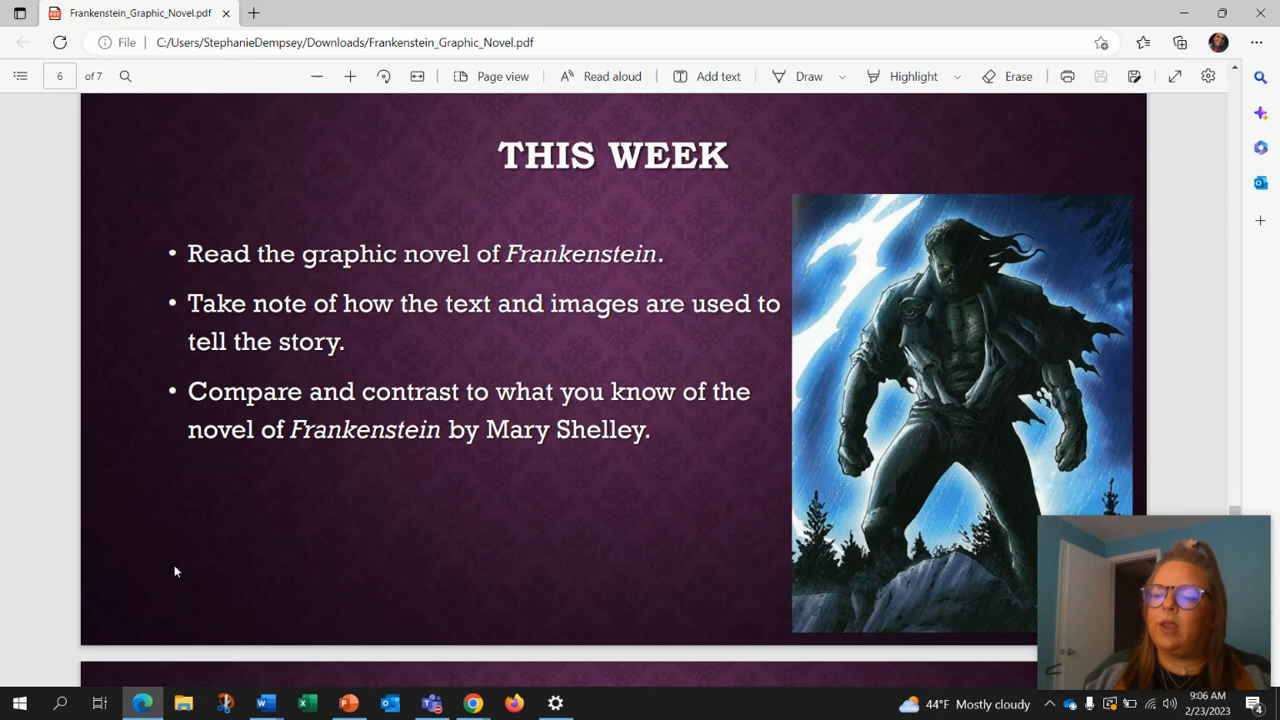 Frankenstein_Graphic_Novel.pdf
File C:/Users/StephanieDempsey/Downloads/Frankenstein_Graphic_Novel.pdf
6 of 7 Page view Read aloud Add text Draw Highlight Erase
THIS WEEK
• Read the graphic novel of Frankenstein.
• Take note of how the text and images are used to
tell the story.
• Compare and contrast to what you know of the
novel of Frankenstein by Mary Shelley.
44°F Mostly cloudy
9:06 AM
2/23/2023
4